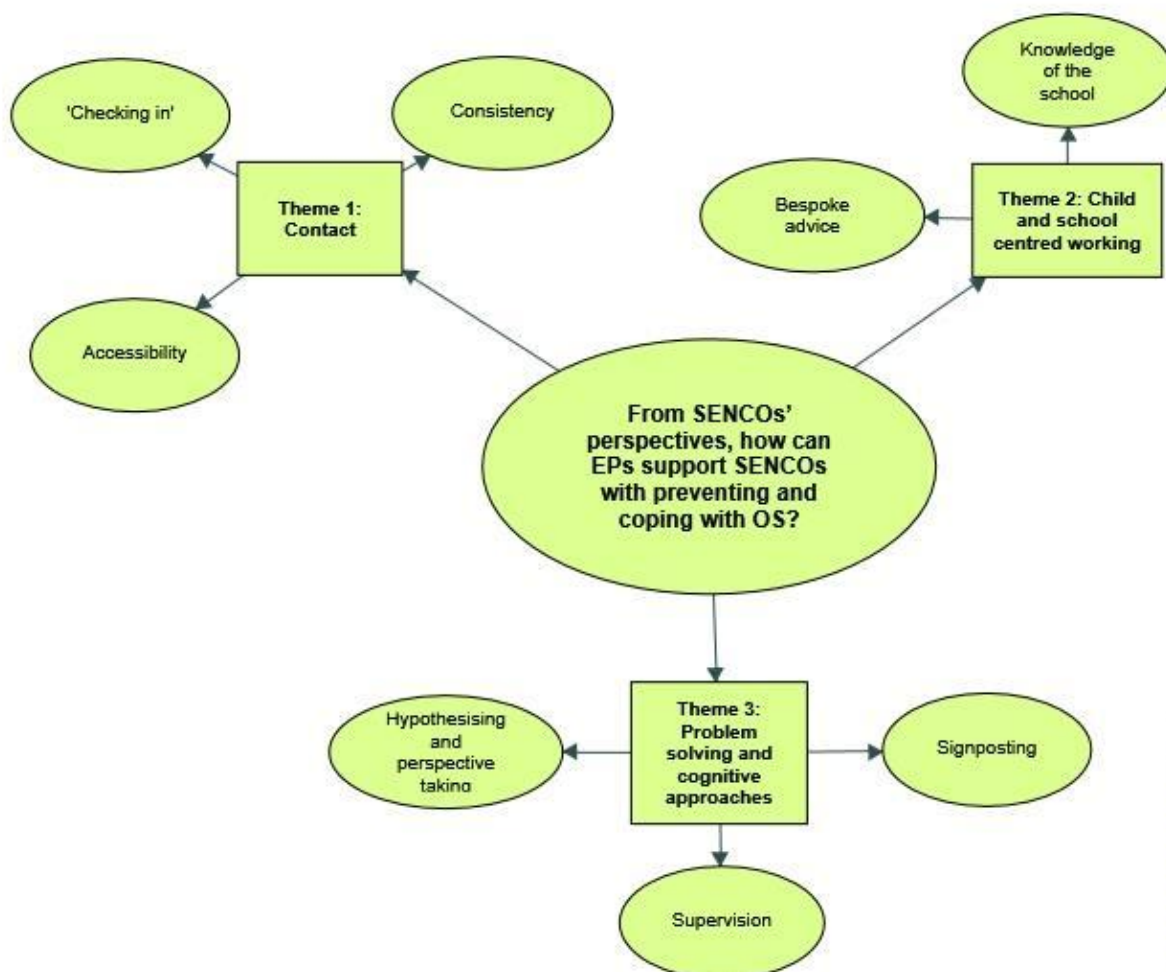 Knowledge
of the
school
'Checking in'
Consistency
Theme 1:
Contact
Bespoke
advice
Theme 2: Child
and school
centred working
Accessibility
From SENCOs’
perspectives, how can
EPs support SENCOs
with preventing and
coping with OS?
Hypothesising
and
perspective
taking
Theme 3:
Problem
solving and
cognitive
approaches
Signposting
Supervision